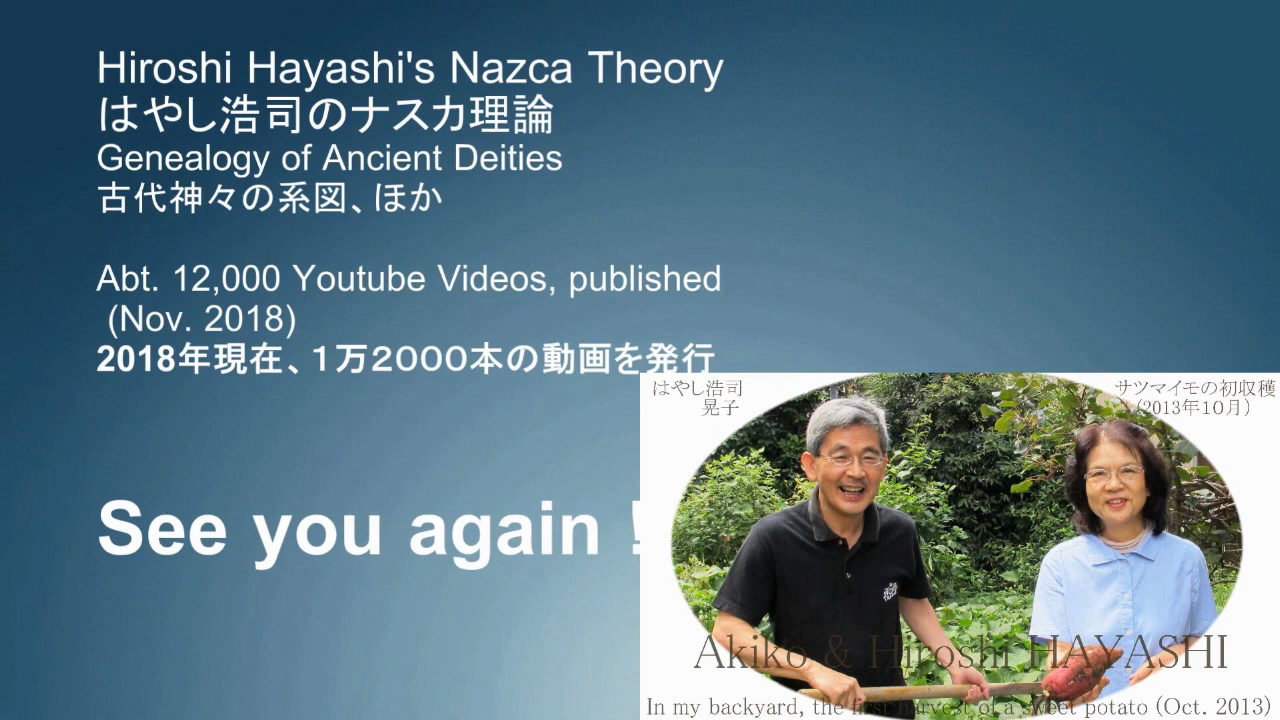 Hiroshi Hayashi's Nazca Theory
はやし浩司のナスカ理論
Genealogy of Ancient Deities
古代神々の系図、ほか
Abt. 12,000 Youtube Videos, published
(Nov. 2018)
2018年現在、１万２０００本の動画を発行
See you again !
はやし浩司
晃子
サツマイモの初収穫
(2013年１０月）
Akiko & Hiroshi HAYASHI
In my backyard, the first harvest of a sweet potato (Oct. 2013)